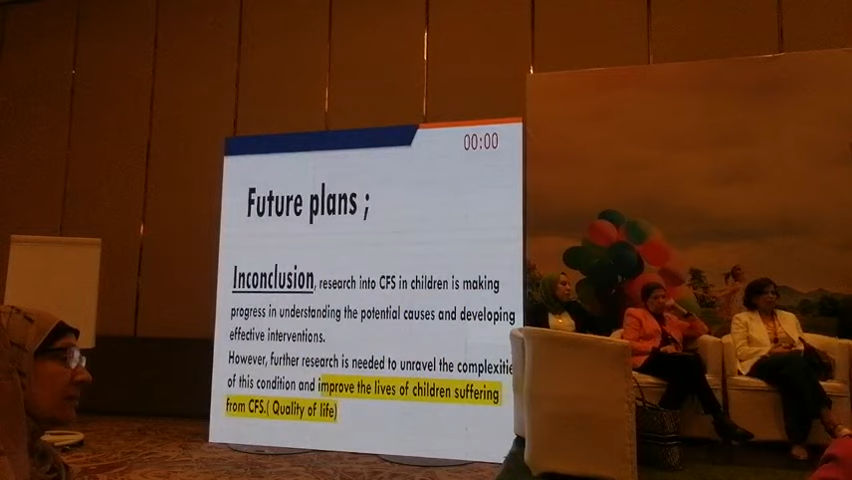 00:00
Future plans ;
Inconclusion, research into CFS in children is making
progress in understanding the potential causes and developing
effective interventions.
However, further research is needed to unravel the complexitie
of this condition and improve the lives of children suffering
from CFS.( Quality of life)